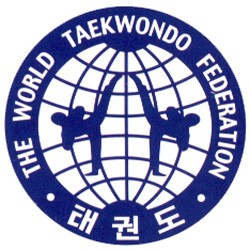 THE WORLD TAEKWONDO FEDERATION
태권도